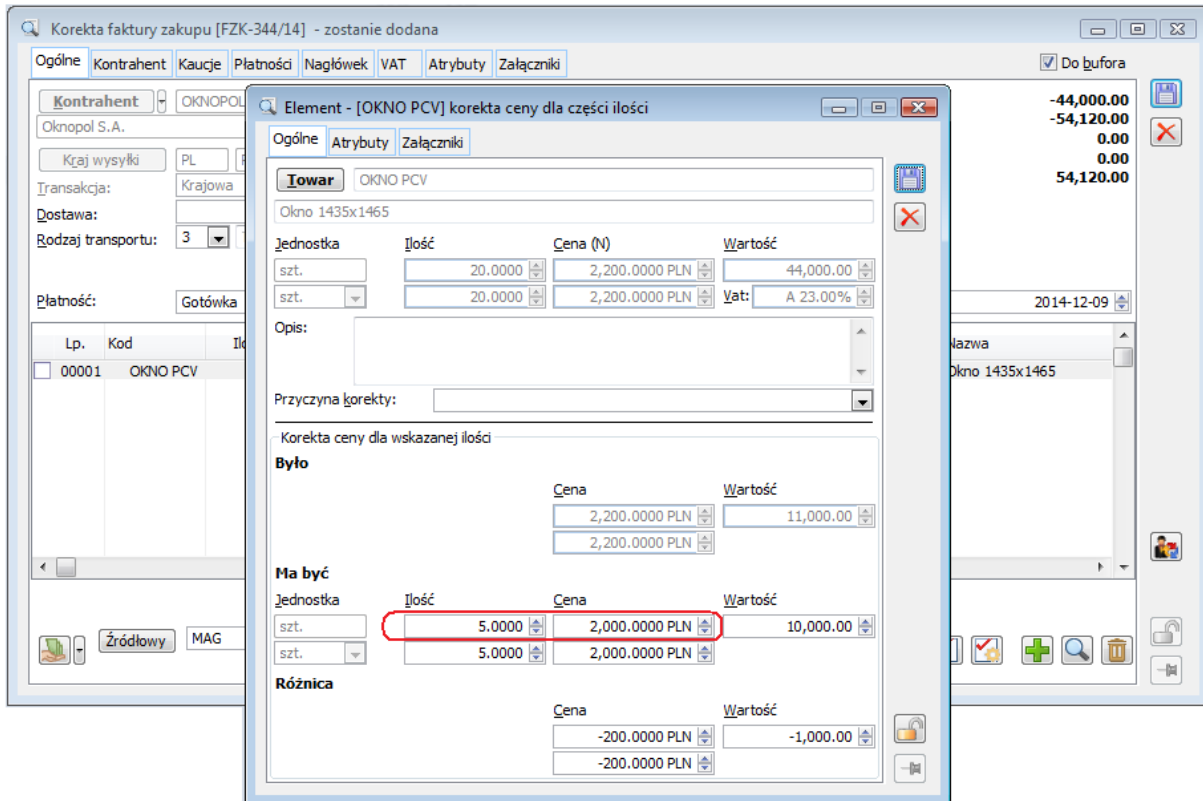 Korekta faktury zakupu [FZK-344/14] - zostanie dodana
Ogólne Kontrahent Kaucje Płatności Nagłówek VAT Atrybuty Załączniki
Do bufora
Kontrahent
Oknopol S.A.
Kraj wysyłki PL
Transakcja: Krajowa
Dostawa:
Rodzaj transportu: 3
Płatność: Gotówka
-44,000.00
-54,120.00
0.00
0.00
54,120.00
2014-12-09
Lp. Kod
00001 OKNO PCV
Okno 1435x1465
Źródłowy MAG
Element - [OKNO PCV] korekta ceny dla części ilości
Ogólne Atrybuty Załączniki
Towar OKNO PCV
Okno 1435x1465
Jednostka Ilość Cena (N) Wartość
szt. 20.0000 2,200.0000 PLN 44,000.00
szt. 20.0000 2,200.0000 PLN Vat: A 23.00%
Opis:
Przyczyna korekty:
Korekta ceny dla wskazanej ilości
Było
Cena Wartość
2,200.0000 PLN 11,000.00
2,200.0000 PLN
Ma być
Jednostka Ilość Cena Wartość
szt. 5.0000 2,000.0000 PLN 10,000.00
szt. 5.0000 2,000.0000 PLN
Różnica
Cena Wartość
-200.0000 PLN -1,000.00
-200.0000 PLN